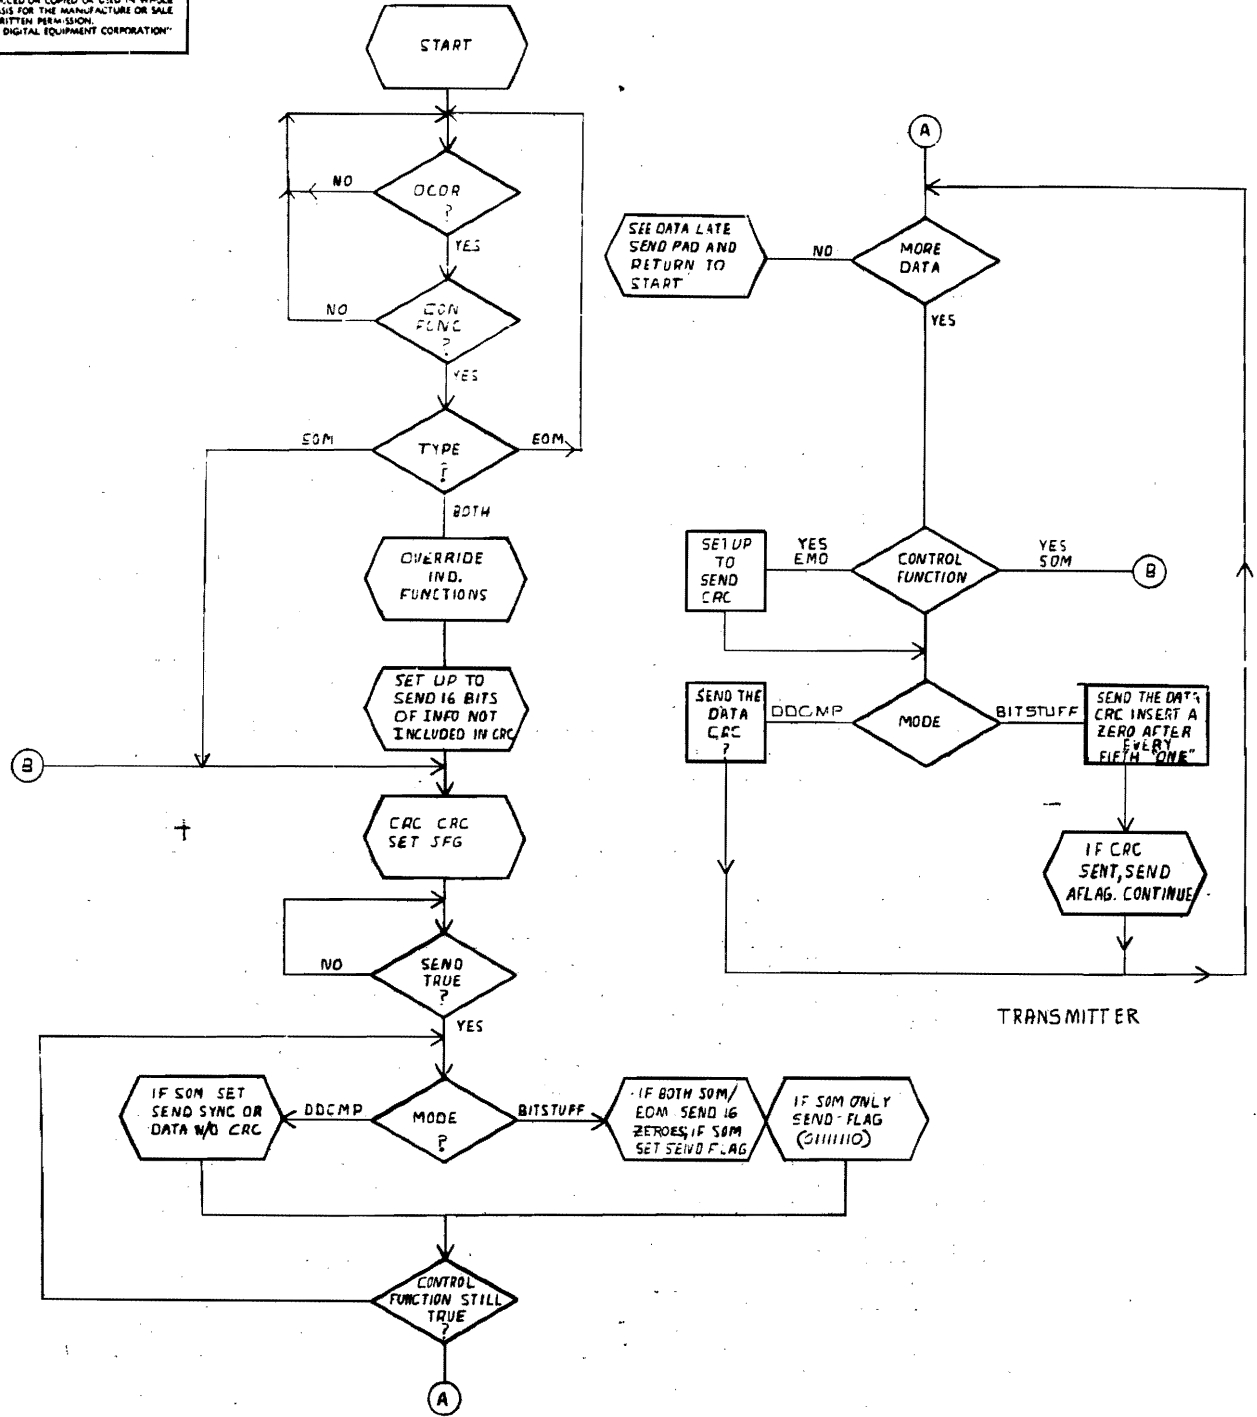 ASIS FOR THE MANUFACTURE OR SALE
RITTEN PERMISSION.
DIGITAL EQUIPMENT CORPORATION"
START
NO
OCOR
?
YES
NO
?
YES
SOM
TYPE
?
EOM
BOTH
OVERRIDE
IND.
FUNCTIONS
SET UP TO
SEND 16 BITS
OF INFO NOT
INCLUDED IN CRC
B
CRC CRC
SET SFG
NO
SEND
TRUE
?
YES
IF SOM SET
SEND SYNC OR
DATA W/O CRC
DDCMP
MODE
?
BITSTUFF
IF BOTH SOM/
EOM SEND 16
ZEROES, IF SOM
SET SEND FLAG
IF SOM ONLY
SEND FLAG
(01111110)
CONTROL
FUNCTION STILL
TRUE
?
A
A
SEE DATA LATE
SEND PAD AND
RETURN TO
START
NO
MORE
DATA
YES
SETUP
TO
SEND
CRC
YES
EMO
CONTROL
FUNCTION
YES
SOM
B
SEND THE
DATA
CRC
?
DDCMP
MODE
BITSTUFF
SEND THE DATA
CRC INSERT A
ZERO AFTER
EVERY
FIFTH "ONE"
IF CRC
SENT, SEND
AFLAG. CONTINUE
TRANSMITTER